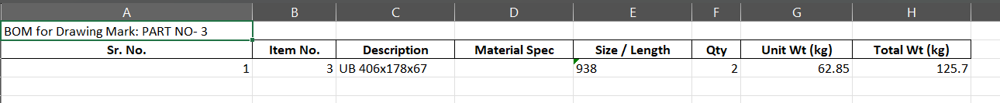 A B C D E F G H
BOM for Drawing Mark: PART NO- 3
Sr. No. Item No. Description Material Spec Size / Length Qty Unit Wt (kg) Total Wt (kg)
1 3 UB 406x178x67 938 2 62.85 125.7